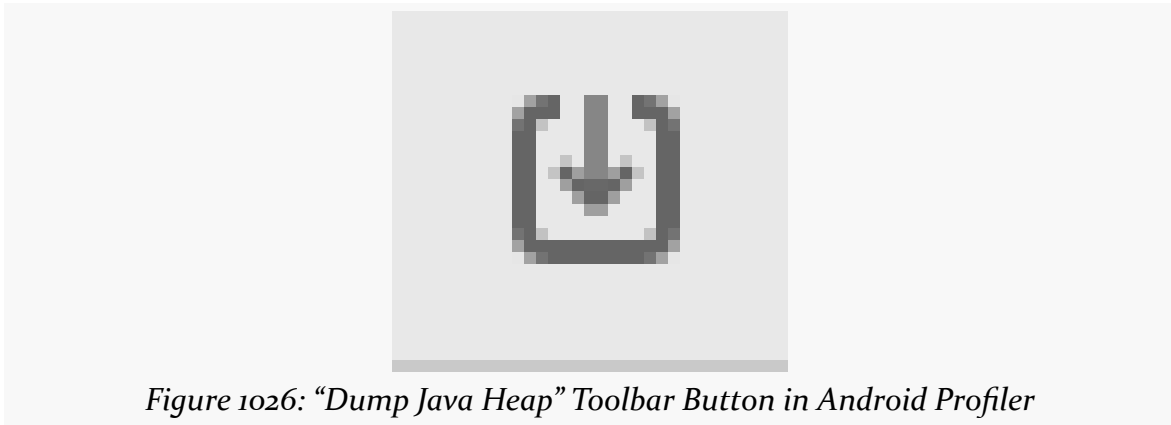 Figure 1026: “Dump Java Heap” Toolbar Button in Android Profiler